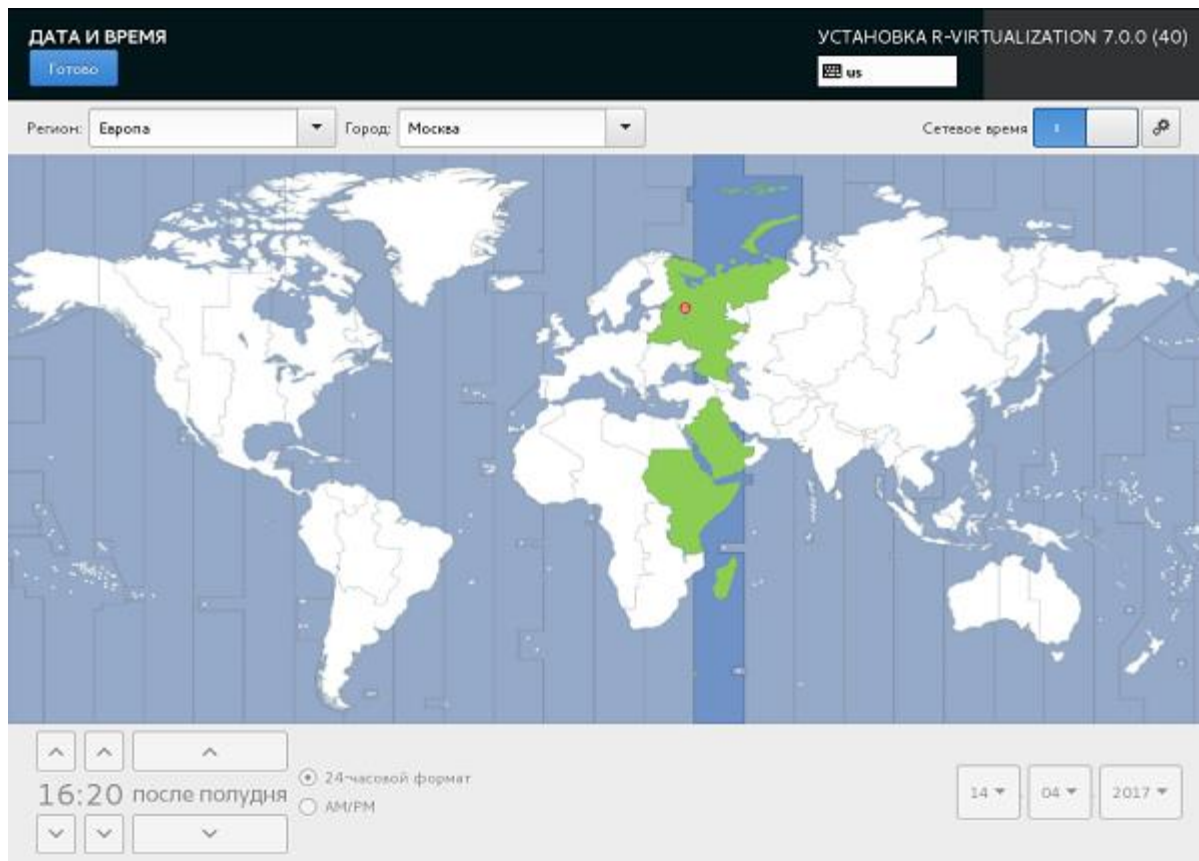 ДАТА И ВРЕМЯ
УСТАНОВКА R-VIRTUALIZATION 7.0.0 (40)
Готово
us
Регион: Европа Город: Москва Сетевое время
16:20 после полудня
24-часовой формат
AM/PM
14 04 2017